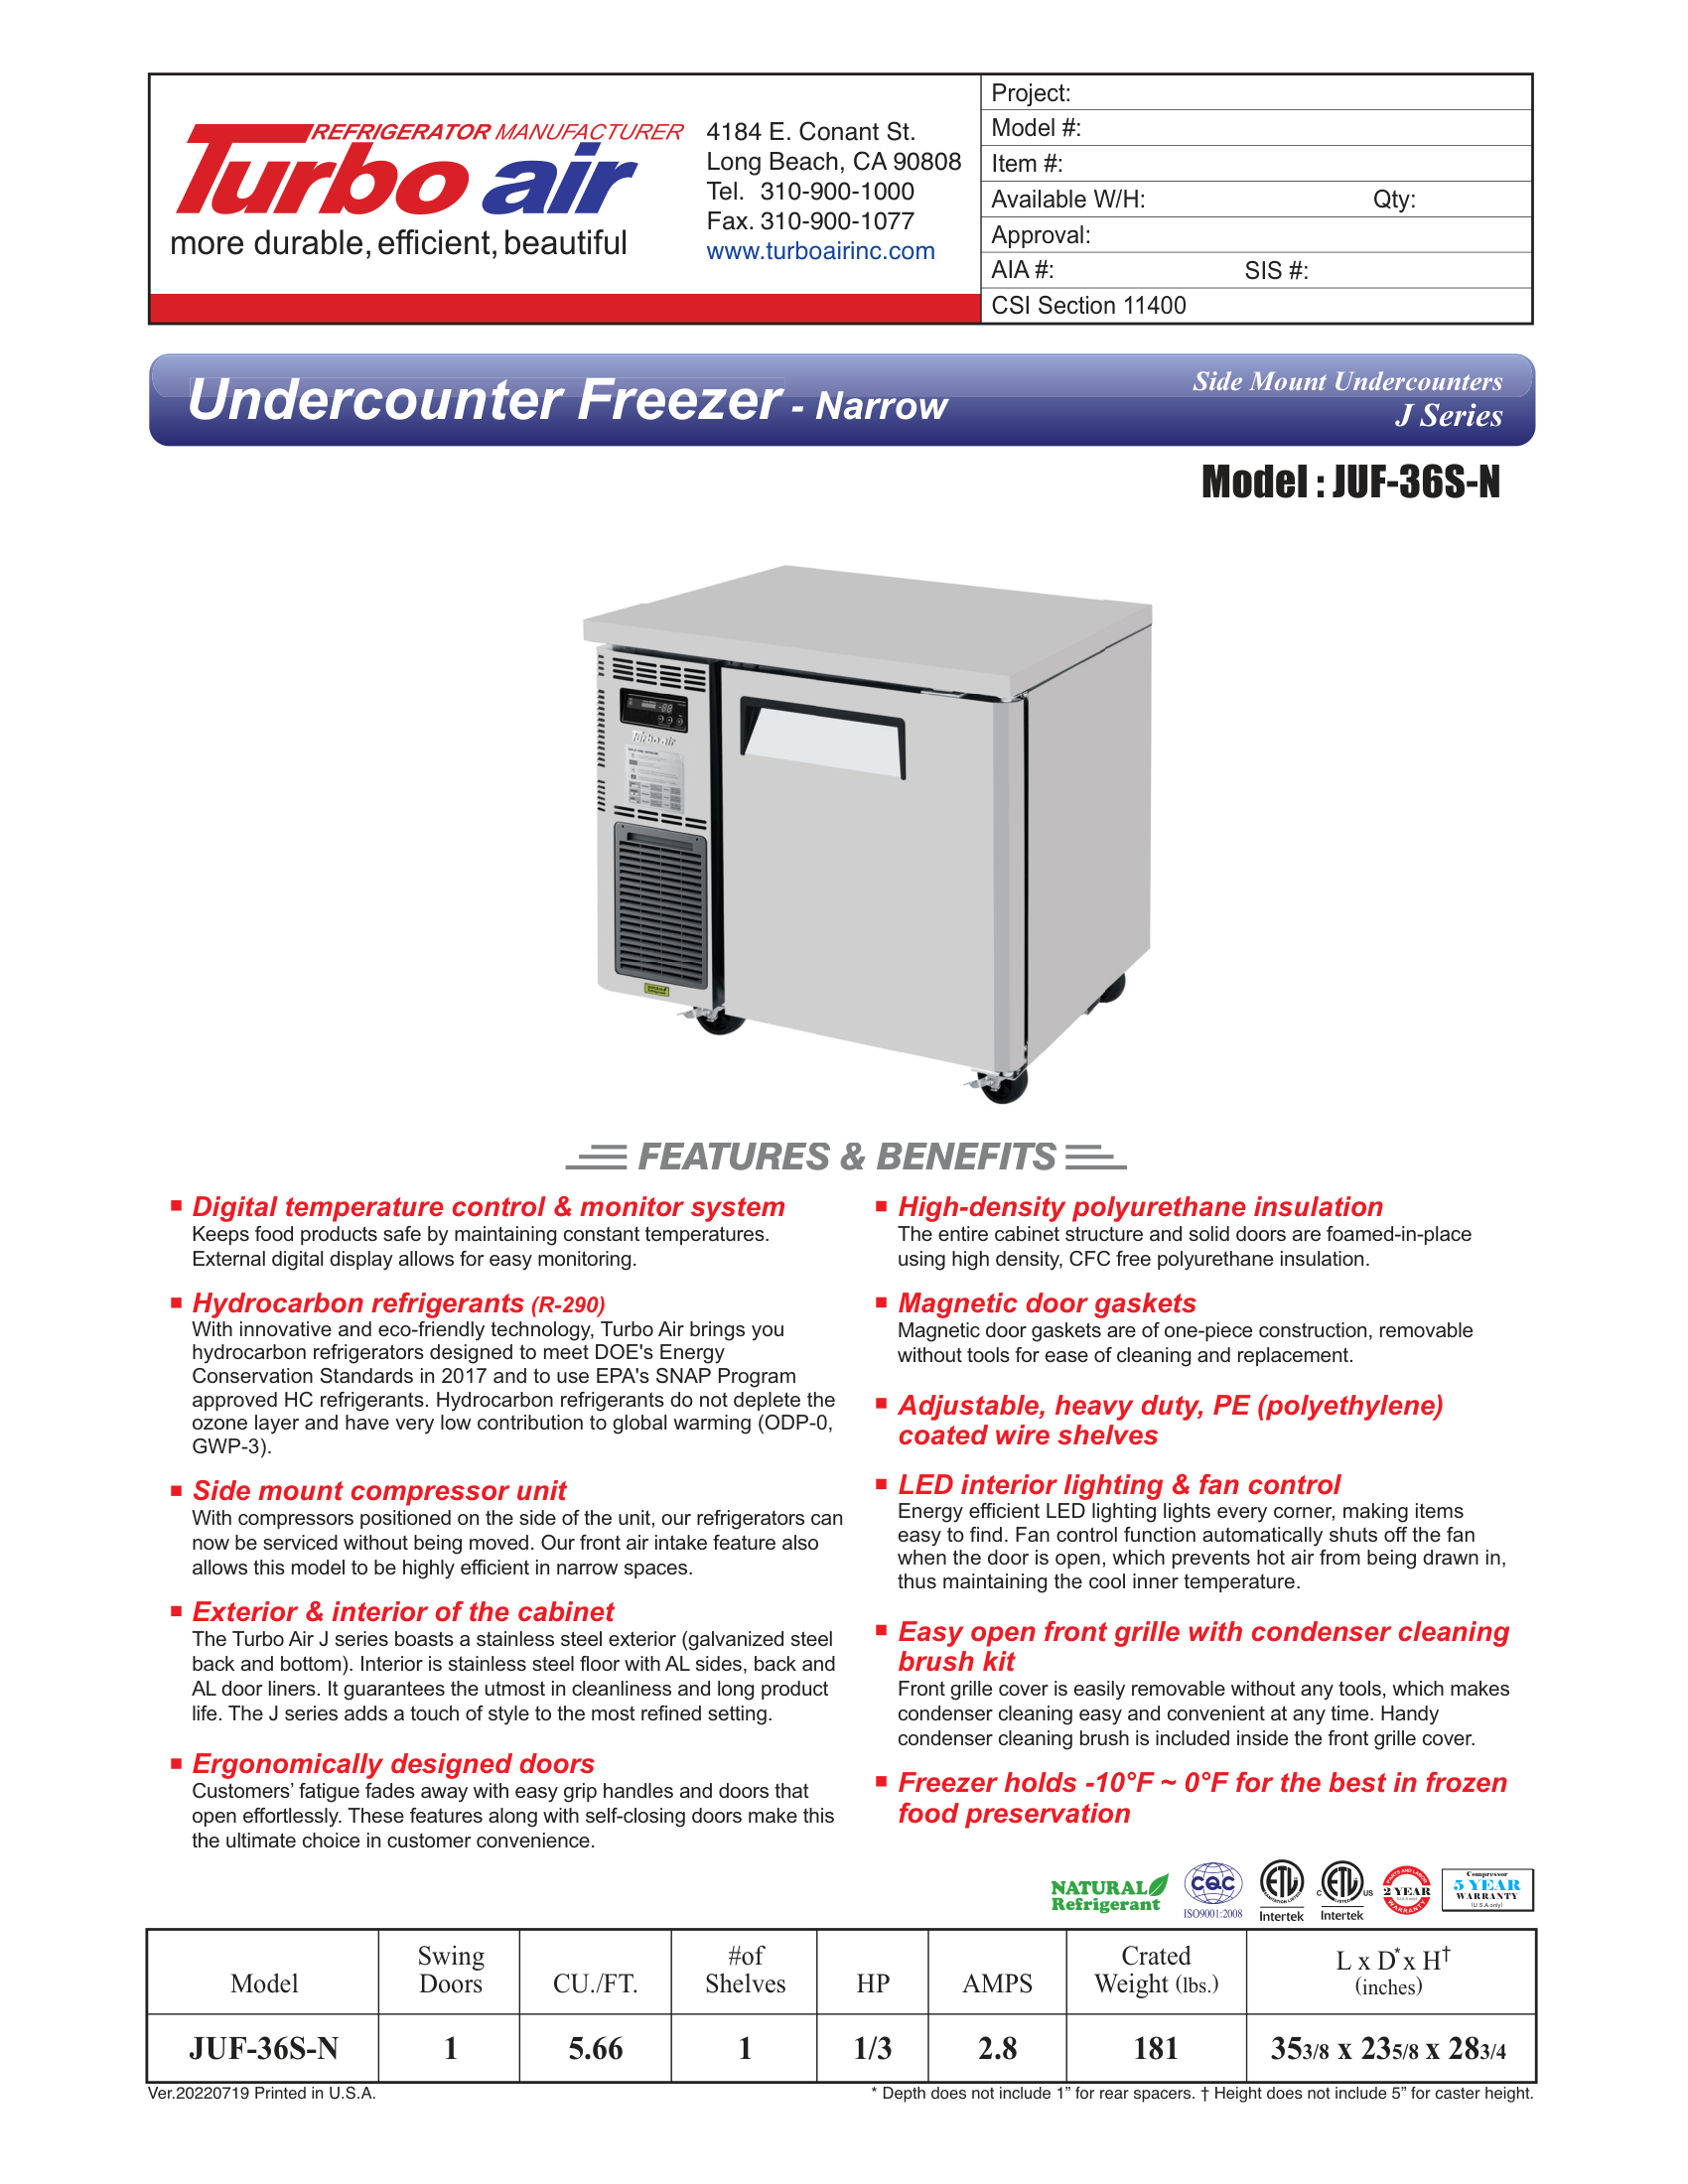 REFRIGERATOR MANUFACTURER
Turbo air
more durable, efficient, beautiful
4184 E. Conant St.
Long Beach, CA 90808
Tel. 310-900-1000
Fax. 310-900-1077
www.turboairinc.com
Project:
Model #:
Item #:
Available W/H: Qty:
Approval:
AIA #: SIS #:
CSI Section 11400
Undercounter Freezer - Narrow
Side Mount Undercounters
J Series
Model : JUF-36S-N
Turbo air
FEATURES & BENEFITS
Digital temperature control & monitor system
Keeps food products safe by maintaining constant temperatures.
External digital display allows for easy monitoring.
Hydrocarbon refrigerants (R-290)
With innovative and eco-friendly technology, Turbo Air brings you
hydrocarbon refrigerators designed to meet DOE's Energy
Conservation Standards in 2017 and to use EPA's SNAP Program
approved HC refrigerants. Hydrocarbon refrigerants do not deplete the
ozone layer and have very low contribution to global warming (ODP-0,
GWP-3).
Side mount compressor unit
With compressors positioned on the side of the unit, our refrigerators can
now be serviced without being moved. Our front air intake feature also
allows this model to be highly efficient in narrow spaces.
Exterior & interior of the cabinet
The Turbo Air J series boasts a stainless steel exterior (galvanized steel
back and bottom). Interior is stainless steel floor with AL sides, back and
AL door liners. It guarantees the utmost in cleanliness and long product
life. The J series adds a touch of style to the most refined setting.
Ergonomically designed doors
Customers’ fatigue fades away with easy grip handles and doors that
open effortlessly. These features along with self-closing doors make this
the ultimate choice in customer convenience.
High-density polyurethane insulation
The entire cabinet structure and solid doors are foamed-in-place
using high density, CFC free polyurethane insulation.
Magnetic door gaskets
Magnetic door gaskets are of one-piece construction, removable
without tools for ease of cleaning and replacement.
Adjustable, heavy duty, PE (polyethylene)
coated wire shelves
LED interior lighting & fan control
Energy efficient LED lighting lights every corner, making items
easy to find. Fan control function automatically shuts off the fan
when the door is open, which prevents hot air from being drawn in,
thus maintaining the cool inner temperature.
Easy open front grille with condenser cleaning
brush kit
Front grille cover is easily removable without any tools, which makes
condenser cleaning easy and convenient at any time. Handy
condenser cleaning brush is included inside the front grille cover.
Freezer holds -10°F ~ 0°F for the best in frozen
food preservation
NATURAL
Refrigerant
CQC
ISO9001:2008
ETL
SANITATION LISTED
Intertek
C ETL US
LISTED
Intertek
PARTS AND LABOR
2 YEAR
(U.S.A only)
WARRANTY
Compressor
5 YEAR
WARRANTY
(U.S.A only)
Model Swing Doors CU./FT. #of Shelves HP AMPS Crated Weight (lbs.) L x D* x H† (inches)
JUF-36S-N 1 5.66 1 1/3 2.8 181 353/8 x 235/8 x 283/4
Ver.20220719 Printed in U.S.A.
* Depth does not include 1” for rear spacers. † Height does not include 5” for caster height.